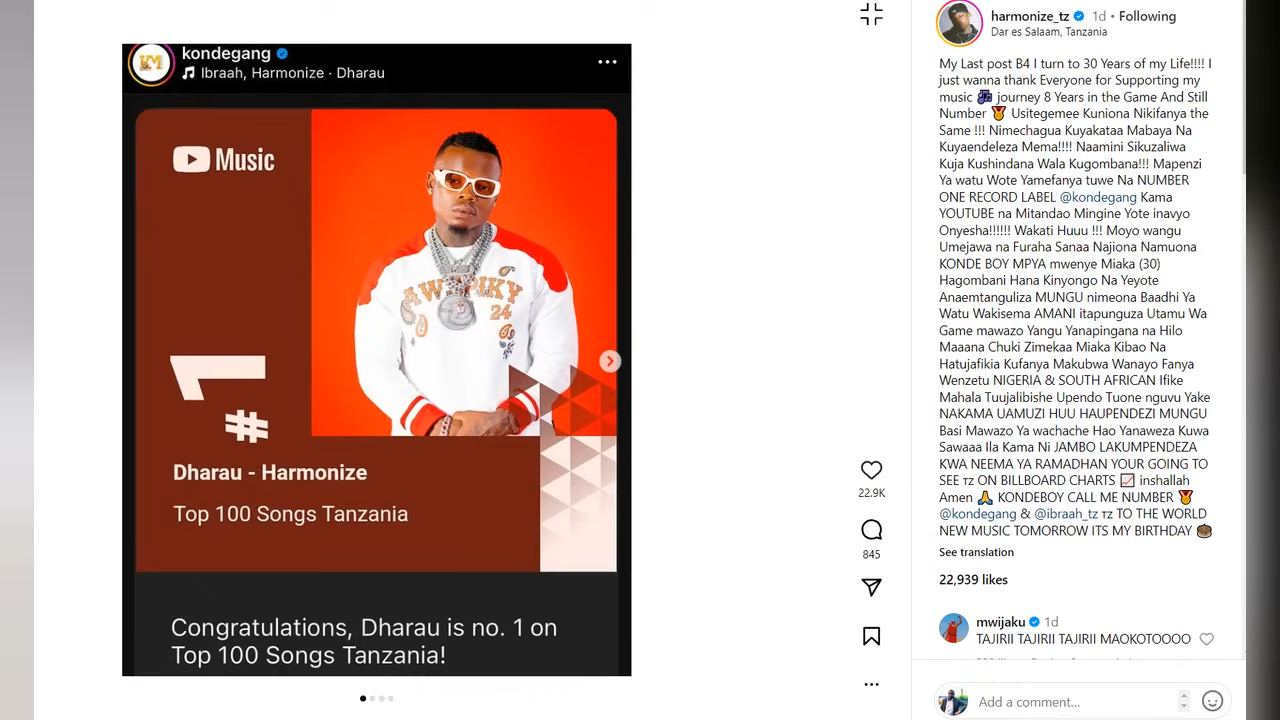 kondegang
Ibraah, Harmonize · Dharau
Music
AW PIKY
24
1
#
Dharau - Harmonize
Top 100 Songs Tanzania
Congratulations, Dharau is no. 1 on
Top 100 Songs Tanzania!
22.9K
845
harmonize_tz 1d • Following
Dar es Salaam, Tanzania
My Last post B4 I turn to 30 Years of my Life!!!! I
just wanna thank Everyone for Supporting my
music 🎶 journey 8 Years in the Game And Still
Number 🏅 Usitegemee Kuniona Nikifanya the
Same !!! Nimechagua Kuyakataa Mabaya Na
Kuyaendeleza Mema!!!! Naamini Sikuzaliwa
Kuja Kushindana Wala Kugombana!!! Mapenzi
Ya watu Wote Yamefanya tuwe Na NUMBER
ONE RECORD LABEL @kondegang Kama
YOUTUBE na Mitandao Mingine Yote inavyo
Onyesha!!!!!! Wakati Huuu !!! Moyo wangu
Umejawa na Furaha Sanaa Najiona Namuona
KONDE BOY MPYA mwenye Miaka (30)
Hagombani Hana Kinyongo Na Yeyote
Anaemtanguliza MUNGU nimeona Baadhi Ya
Watu Wakisema AMANI itapunguza Utamu Wa
Game mawazo Yangu Yanapingana na Hilo
Maaana Chuki Zimekaa Miaka Kibao Na
Hatujafikia Kufanya Makubwa Wanayo Fanya
Wenzetu NIGERIA & SOUTH AFRICAN Ifike
Mahala Tuujalibishe Upendo Tuone nguvu Yake
NAKAMA UAMUZI HUU HAUPENDEZI MUNGU
Basi Mawazo Ya wachache Hao Yanaweza Kuwa
Sawaaa Ila Kama Ni JAMBO LAKUMPENDEZA
KWA NEEMA YA RAMADHAN YOUR GOING TO
SEE ᴛᴢ ON BILLBOARD CHARTS 📈 inshallah
Amen 🙏 KONDEBOY CALL ME NUMBER 🏅
@kondegang & @ibraah_tz ᴛᴢ TO THE WORLD
NEW MUSIC TOMORROW ITS MY BIRTHDAY 🎂
See translation
22,939 likes
mwijaku 1d
TAJIRII TAJIRII TAJIRII MAOKOTOOOO
Add a comment...